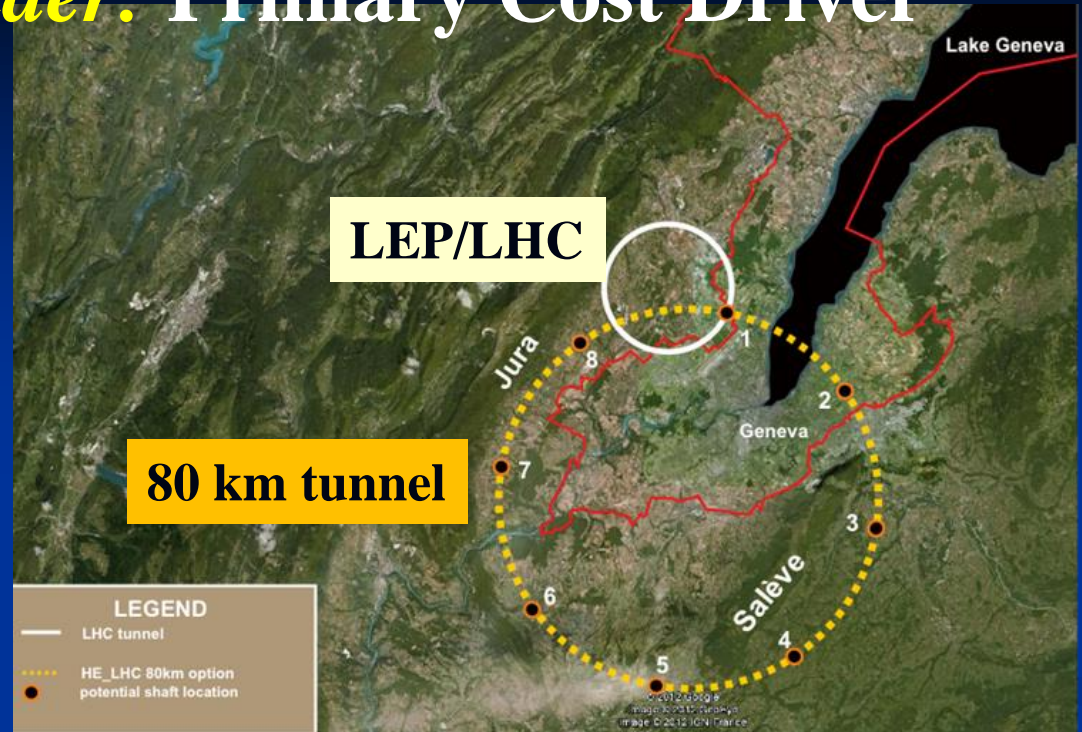 Primary Cost Driver
Lake Geneva
LEP/LHC
1
Jura
8
2
Geneva
7
80 km tunnel
3
Salève
6
4
5
LEGEND
LHC tunnel
HE_LHC 80km option
potential shaft location
© 2012 Google
Image © 2012 GeoEye
Image © 2012 IGN France